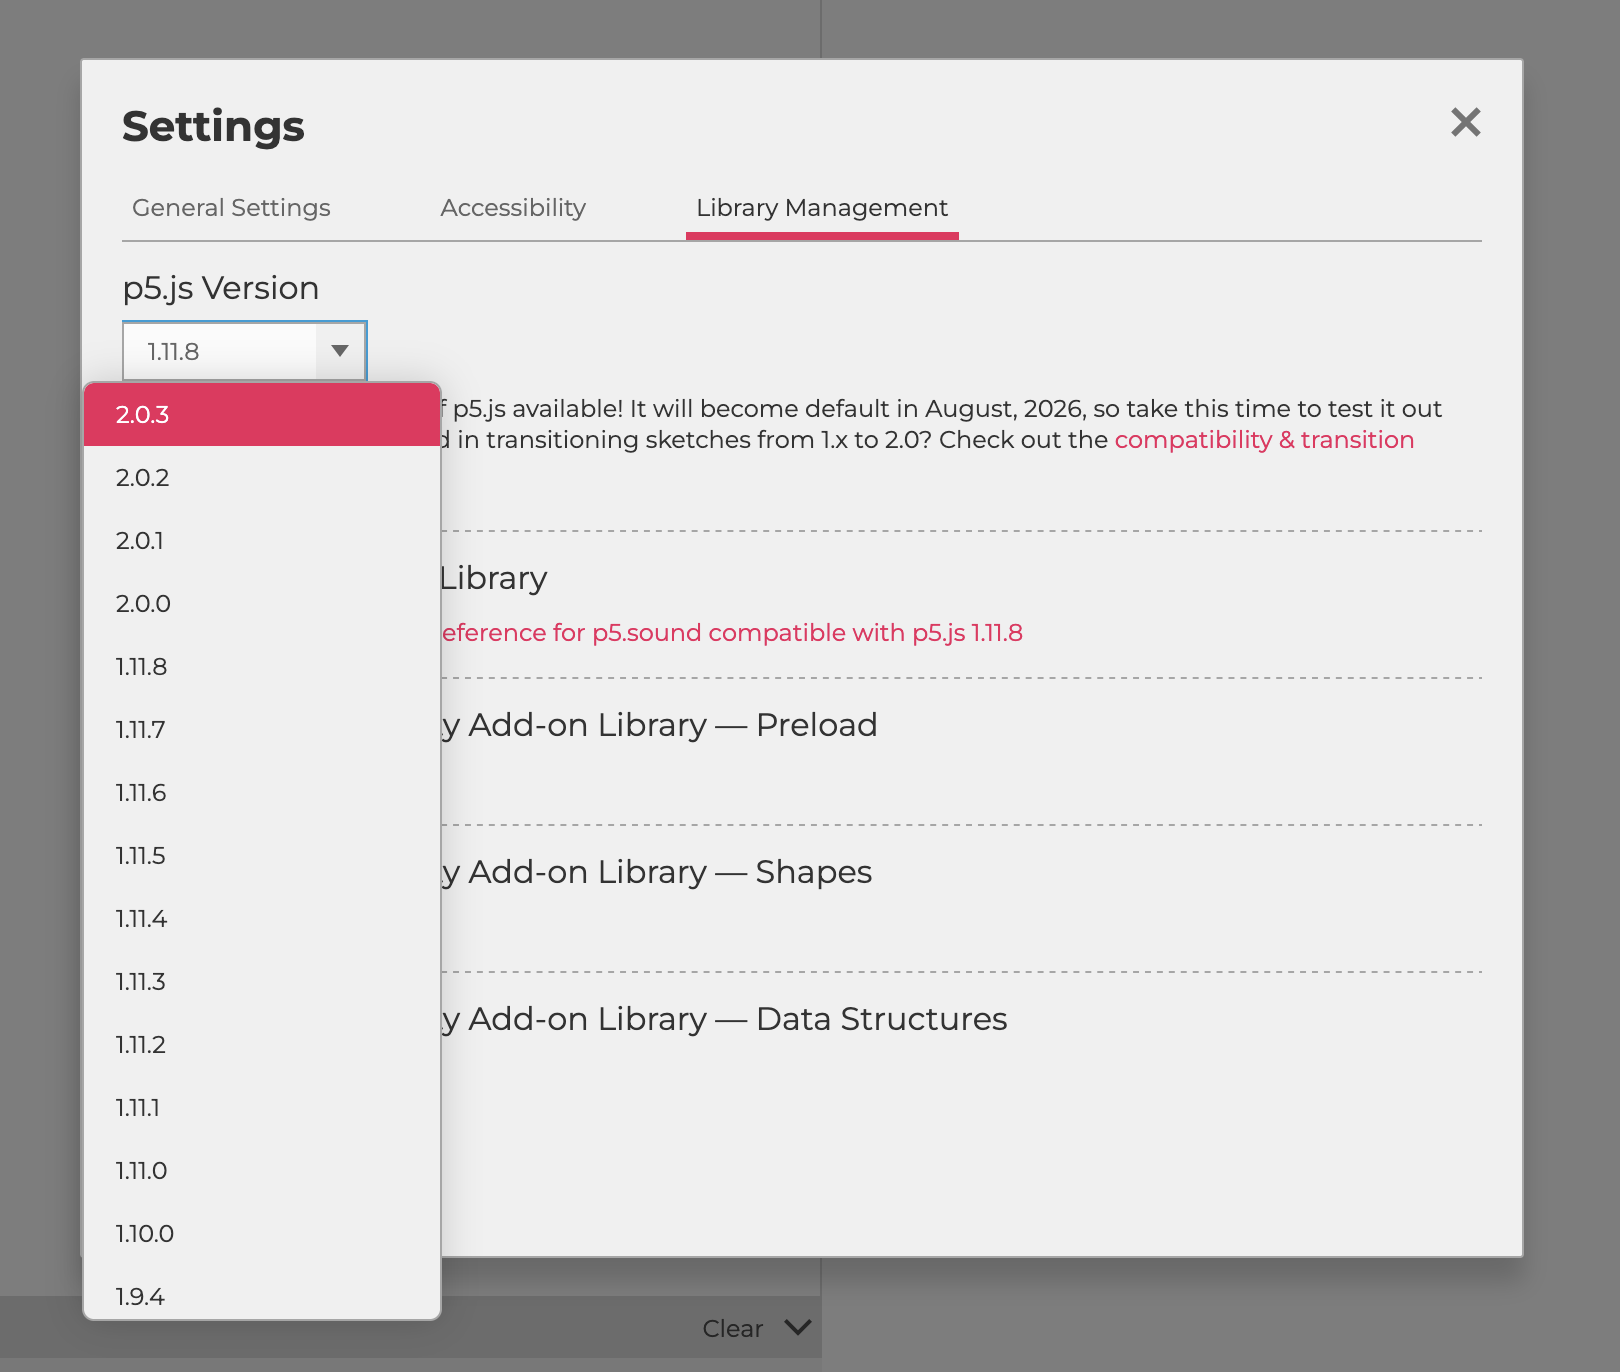 Settings
General Settings
Accessibility
Library Management
p5.js Version
1.11.8
2.0.3
2.0.2
2.0.1
2.0.0
1.11.8
1.11.7
1.11.6
1.11.5
1.11.4
1.11.3
1.11.2
1.11.1
1.11.0
1.10.0
1.9.4
p5.js available! It will become default in August, 2026, so take this time to test it out
in transitioning sketches from 1.x to 2.0? Check out the compatibility & transition
Library
eference for p5.sound compatible with p5.js 1.11.8
y Add-on Library — Preload
y Add-on Library — Shapes
y Add-on Library — Data Structures
Clear